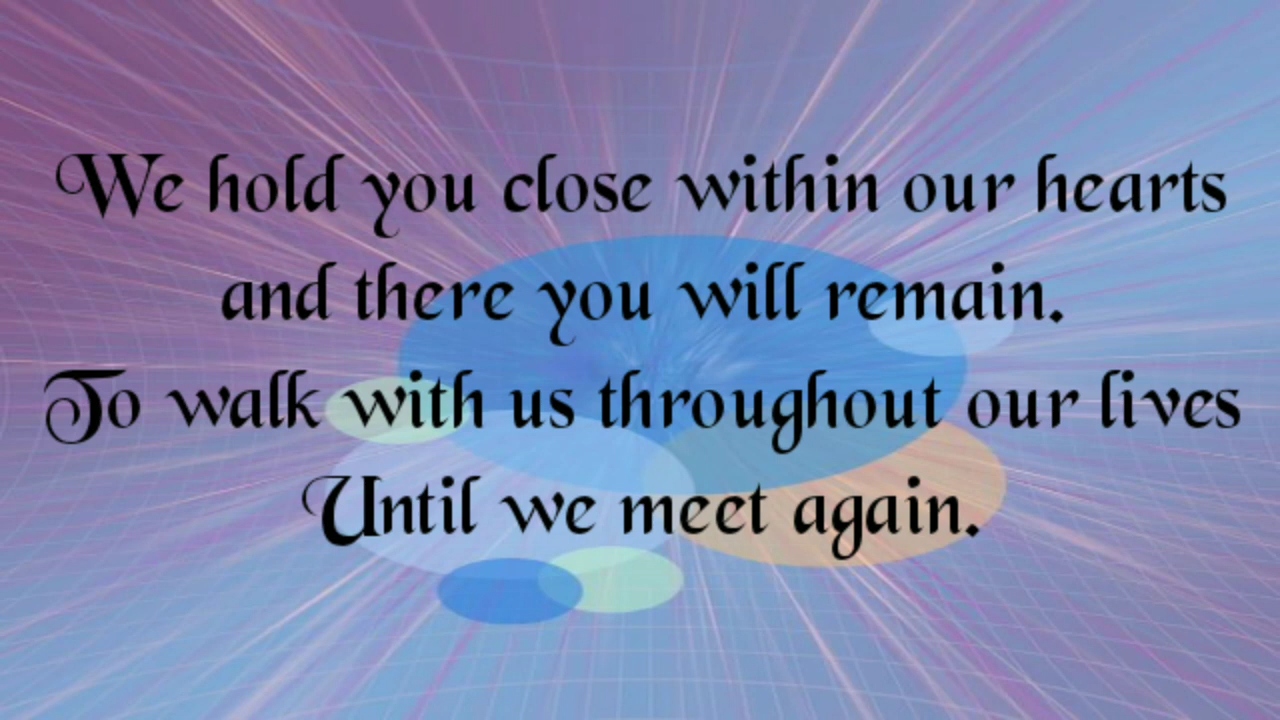 We hold you close within our hearts
and there you will remain.
To walk with us throughout our lives
Until we meet again.